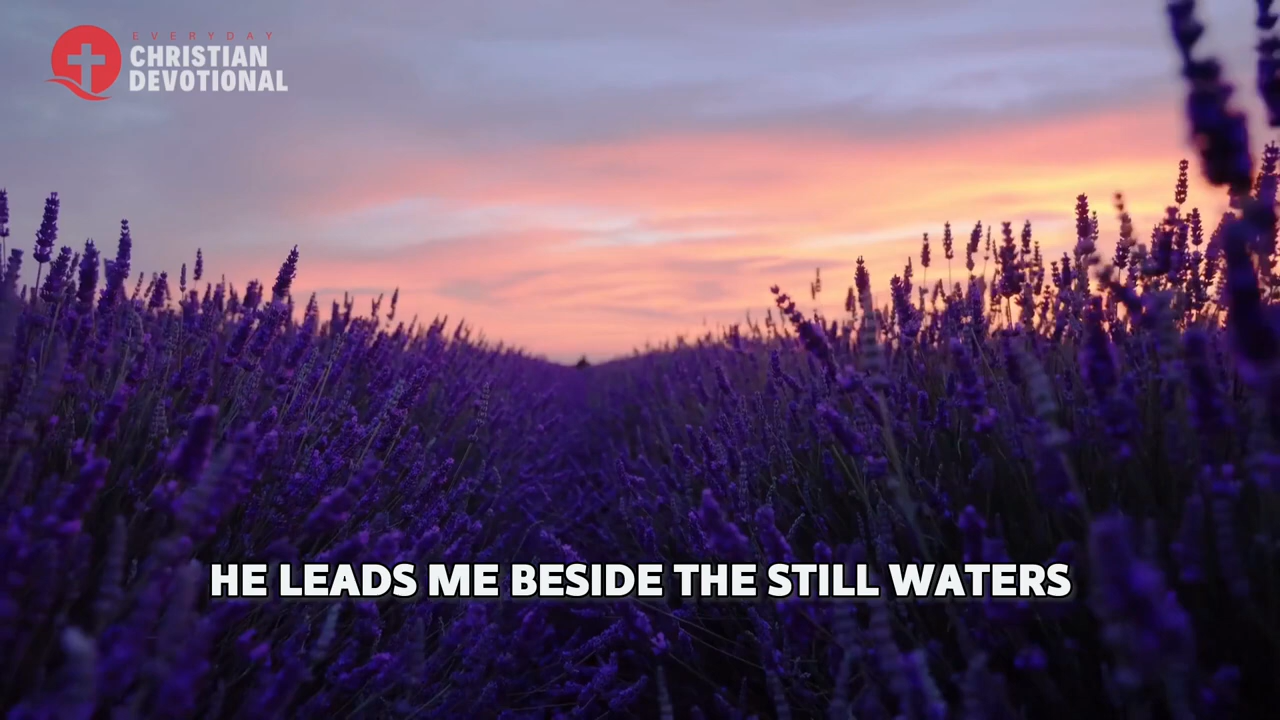 EVERYDAY
CHRISTIAN
DEVOTIONAL
HE LEADS ME BESIDE THE STILL WATERS